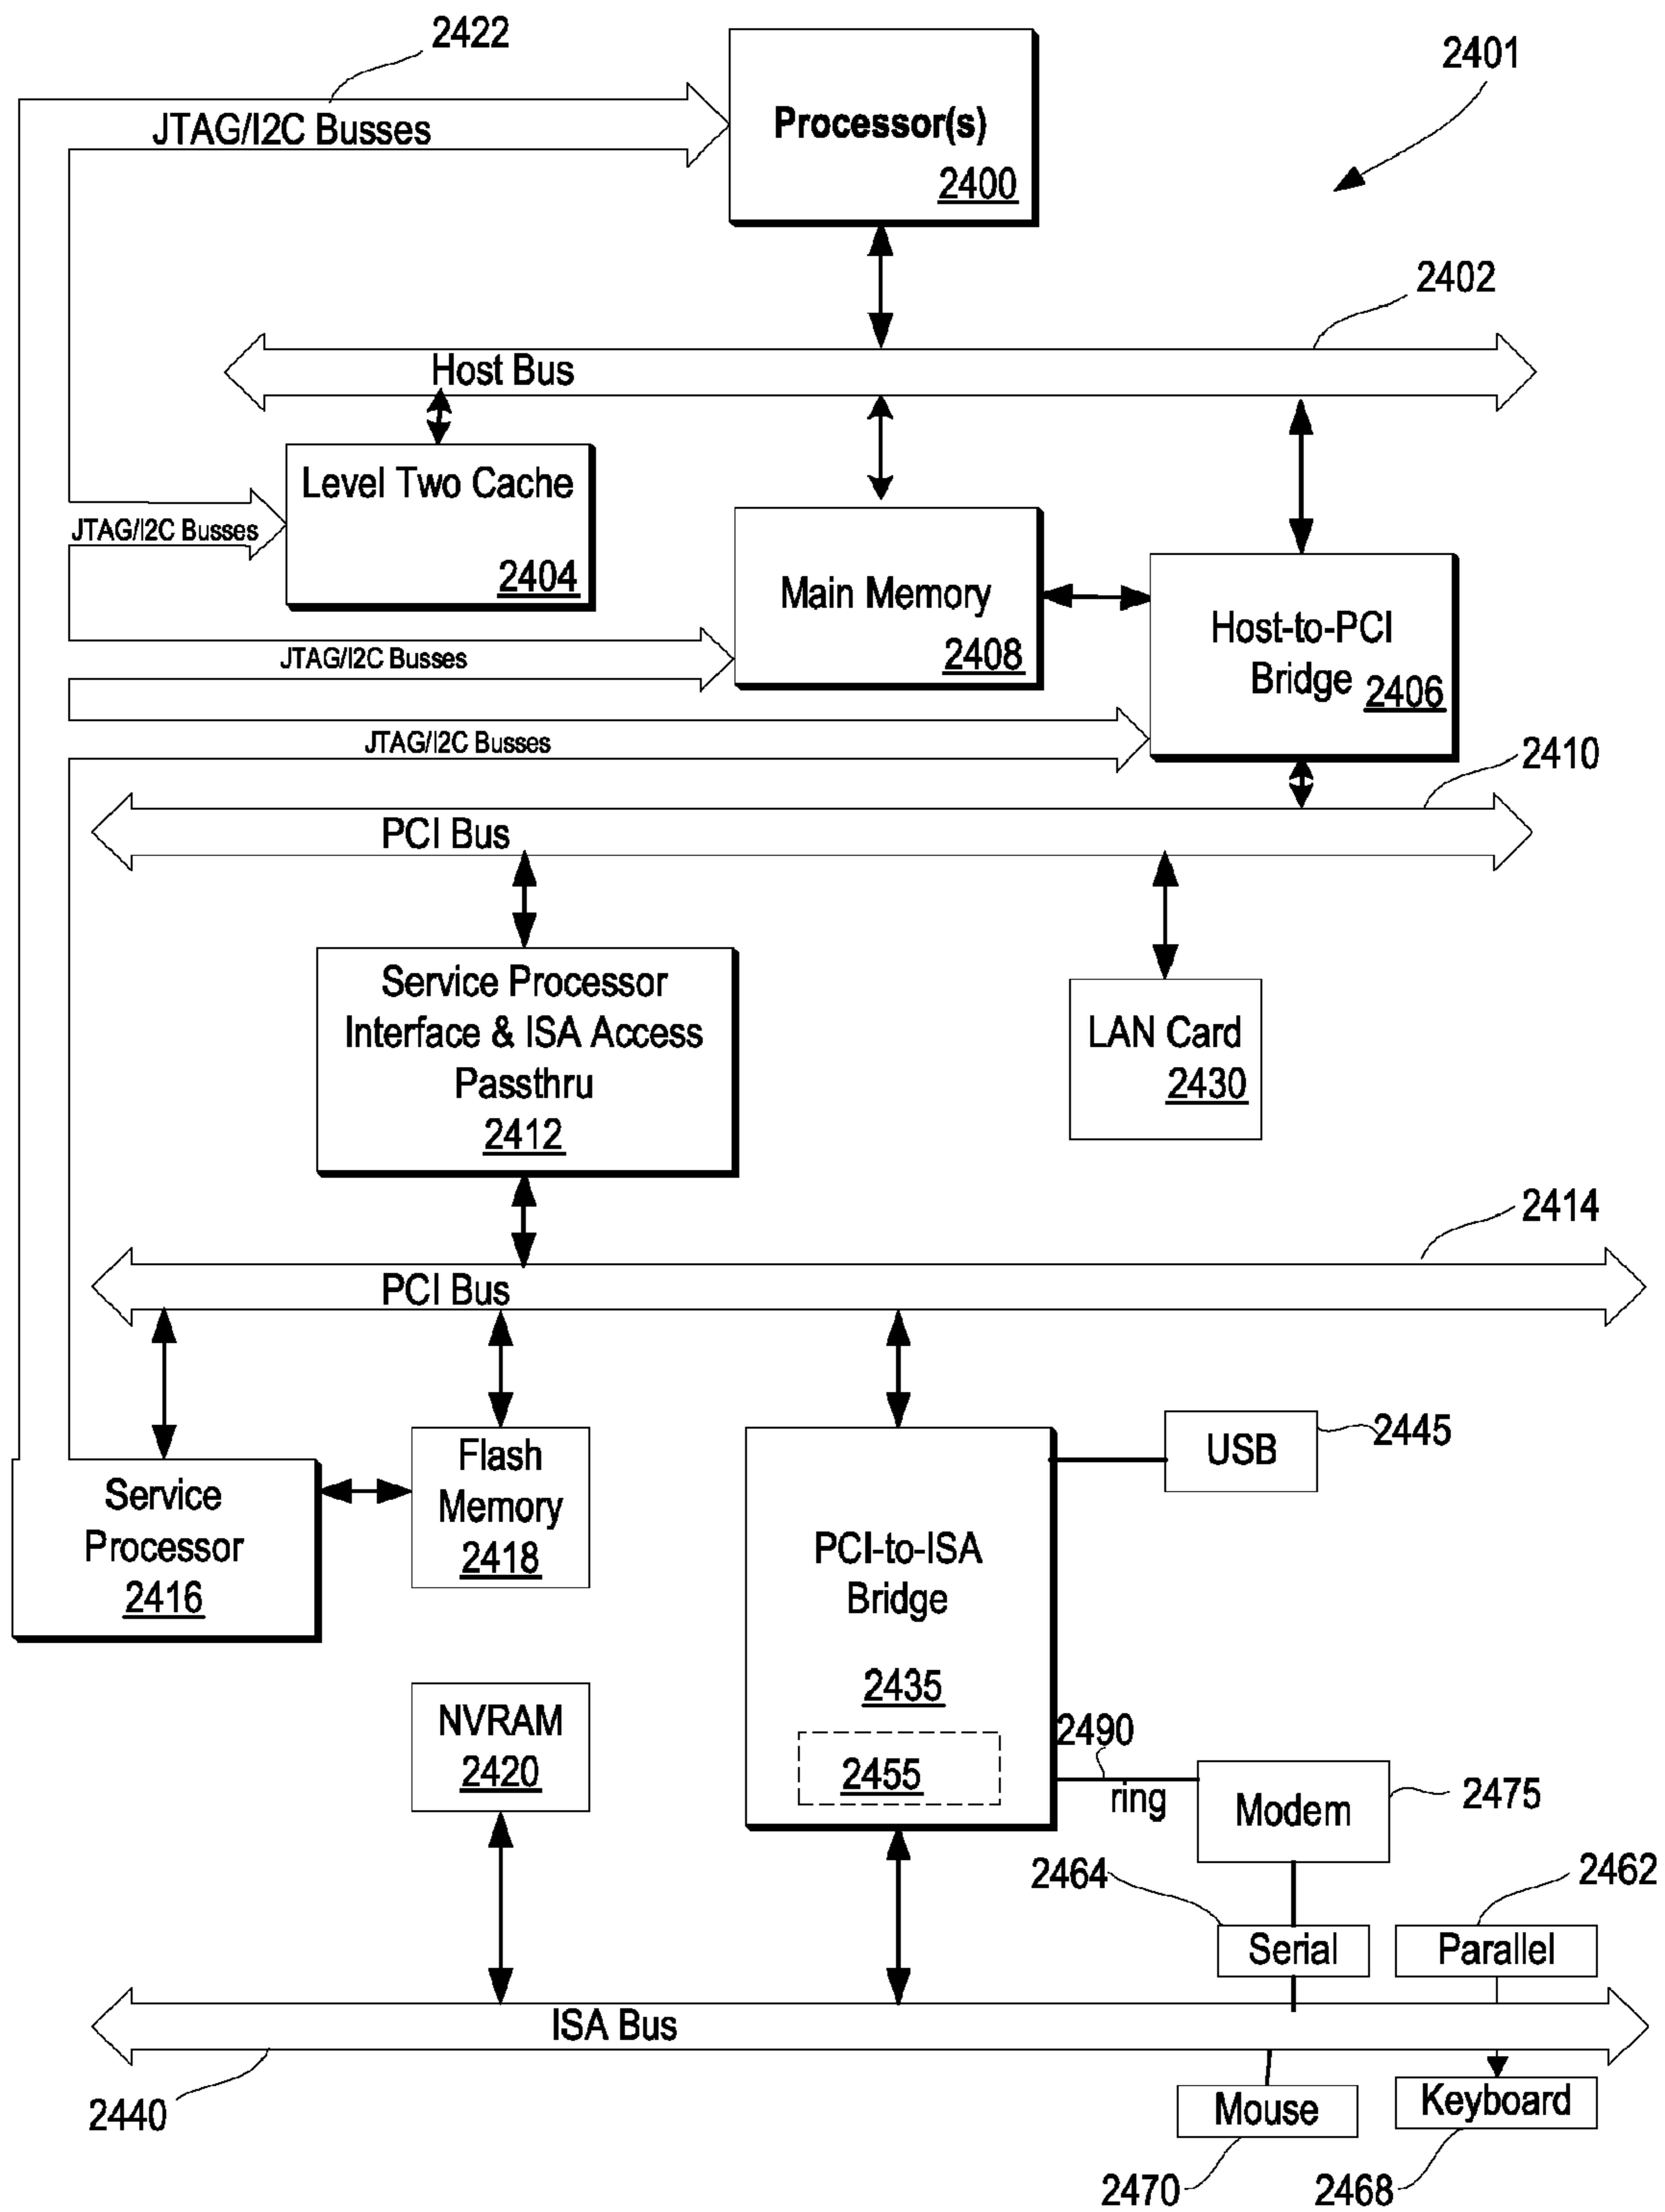 2422
2401
JTAG/I2C Busses
Processor(s)
2400
2402
Host Bus
Level Two Cache
2404
JTAG/I2C Busses
Main Memory
2408
Host-to-PCI
Bridge 2406
JTAG/I2C Busses
JTAG/I2C Busses
2410
PCI Bus
Service Processor
Interface & ISA Access
Passthru
2412
LAN Card
2430
2414
PCI Bus
Service
Processor
2416
Flash
Memory
2418
PCI-to-ISA
Bridge
2435
2455
USB
2445
NVRAM
2420
2490
ring
Modem
2475
2464
2462
Serial
Parallel
ISA Bus
2440
Mouse
Keyboard
2470
2468